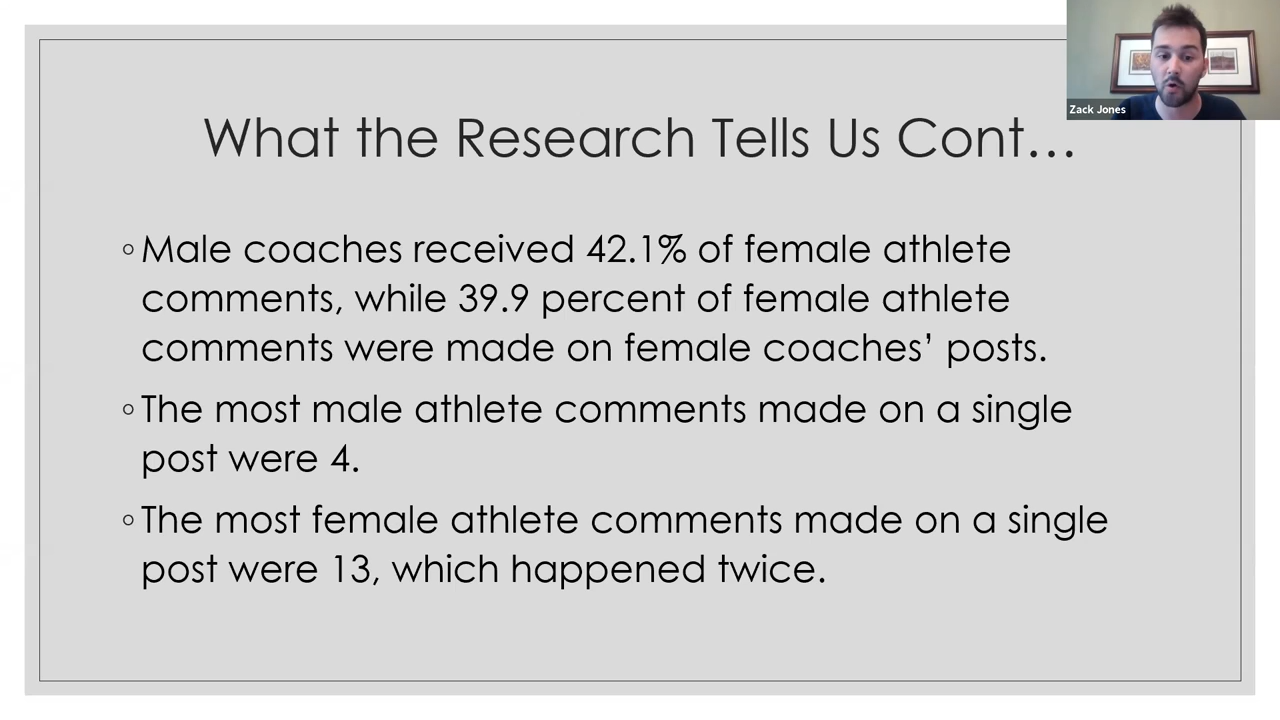 What the Research Tells Us Cont…
Zack Jones
◦Male coaches received 42.1% of female athlete
comments, while 39.9 percent of female athlete
comments were made on female coaches’ posts.
◦The most male athlete comments made on a single
post were 4.
◦The most female athlete comments made on a single
post were 13, which happened twice.